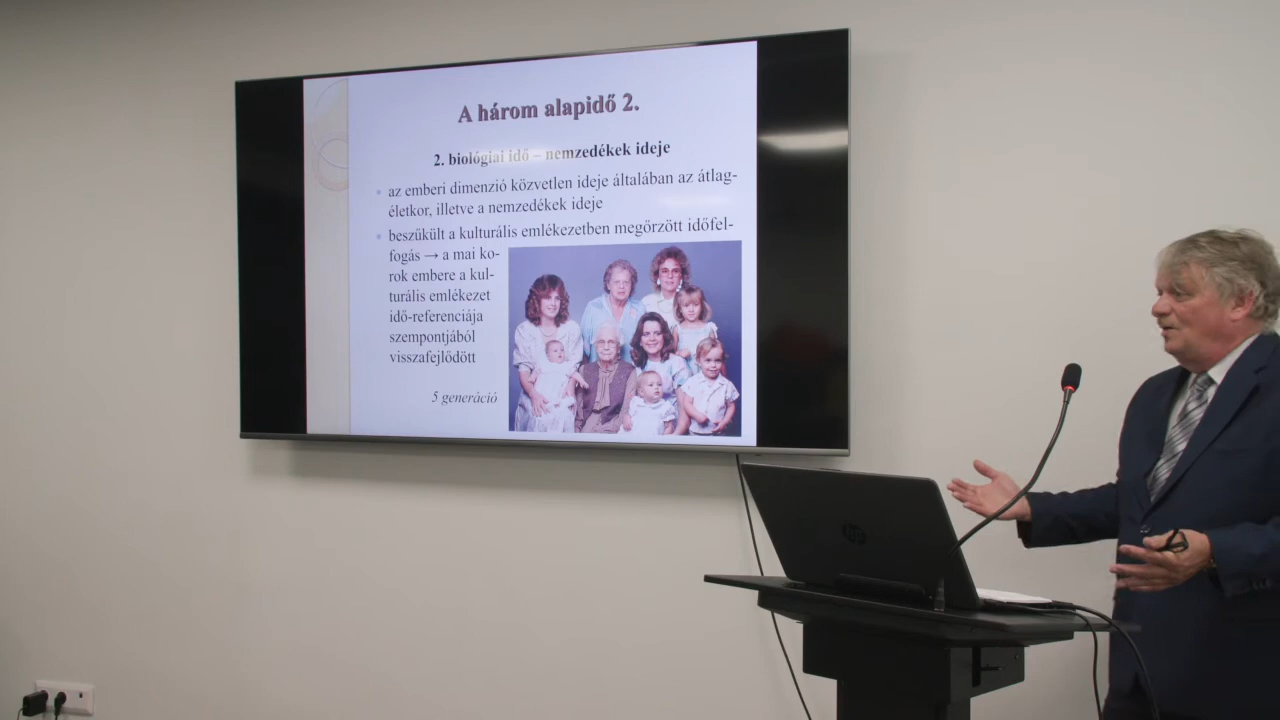 A három alapidő 2.
2. biológiai idő – nemzedékek ideje
• az emberi dimenzió közvetlen ideje általában az átlag-
életkor, illetve a nemzedékek ideje
• beszűkült a kulturális emlékezetben megőrzött időfel-
fogás → a mai ko-
rok embere a kul-
turális emlékezet
idő-referenciája
szempontjából
visszafejlődött
5 generáció
hp